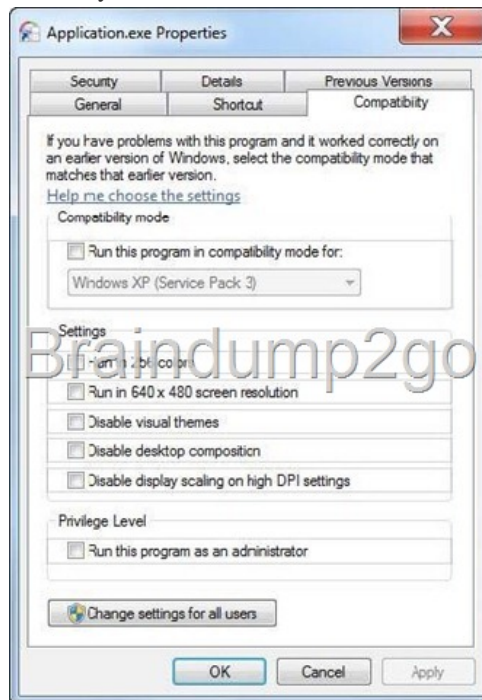 Application.exe Properties
Security
Details
Previous Versions
General
Shortcut
Compatibility
If you have problems with this program and it worked correctly on
an earlier version of Windows, select the compatibility mode that
matches that earlier version.
Help me choose the settings
Compatibility mode
Run this program in compatibility mode for:
Windows XP (Service Pack 3)
Settings
Braindump2go
Run in 256 colors
Run in 640 x 480 screen resolution
Disable visual themes
Disable desktop composition
Disable display scaling on high DPI settings
Privilege Level
Run this program as an administrator
Change settings for all users
OK
Cancel
Apply